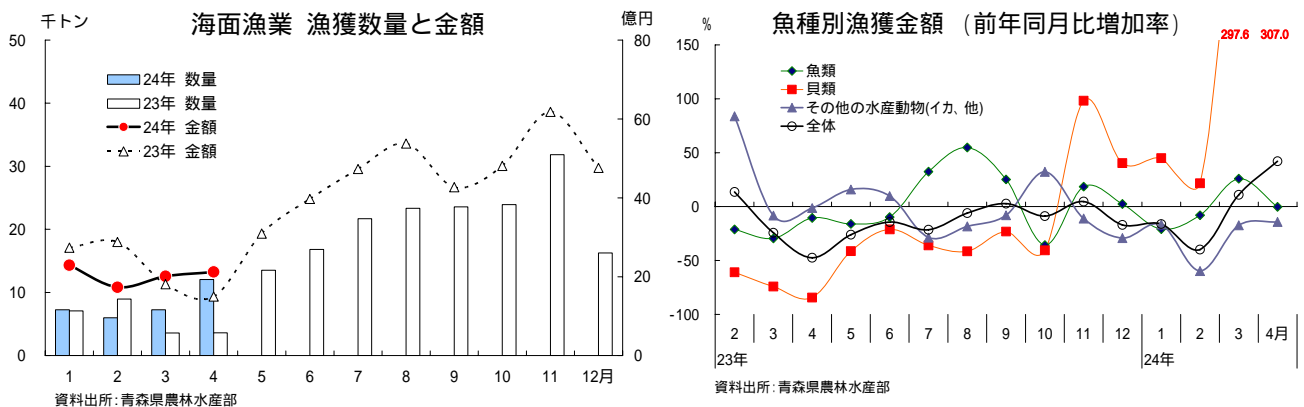 千トン
海面漁業 漁獲数量と金額
億円
50
40
30
20
10
0
80
60
40
20
0
24年 数量
23年 数量
24年 金額
23年 金額
1 2 3 4 5 6 7 8 9 10 11 12月
資料出所：青森県農林水産部
%
魚種別漁獲金額 (前年同月比増加率)
297.6 307.0
150
100
50
0
-50
-100
魚類
貝類
その他の水産動物(イカ、他)
全体
2 3 4 5 6 7 8 9 10 11 12 1 2 3 4月
23年 24年
資料出所：青森県農林水産部